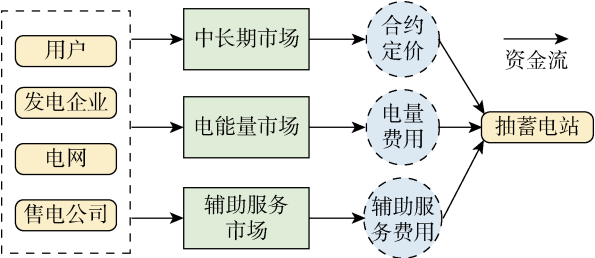 用户
发电企业
电网
售电公司
中长期市场
电能量市场
辅助服务
市场
合约
定价
电量
费用
辅助服
务费用
抽蓄电站
资金流